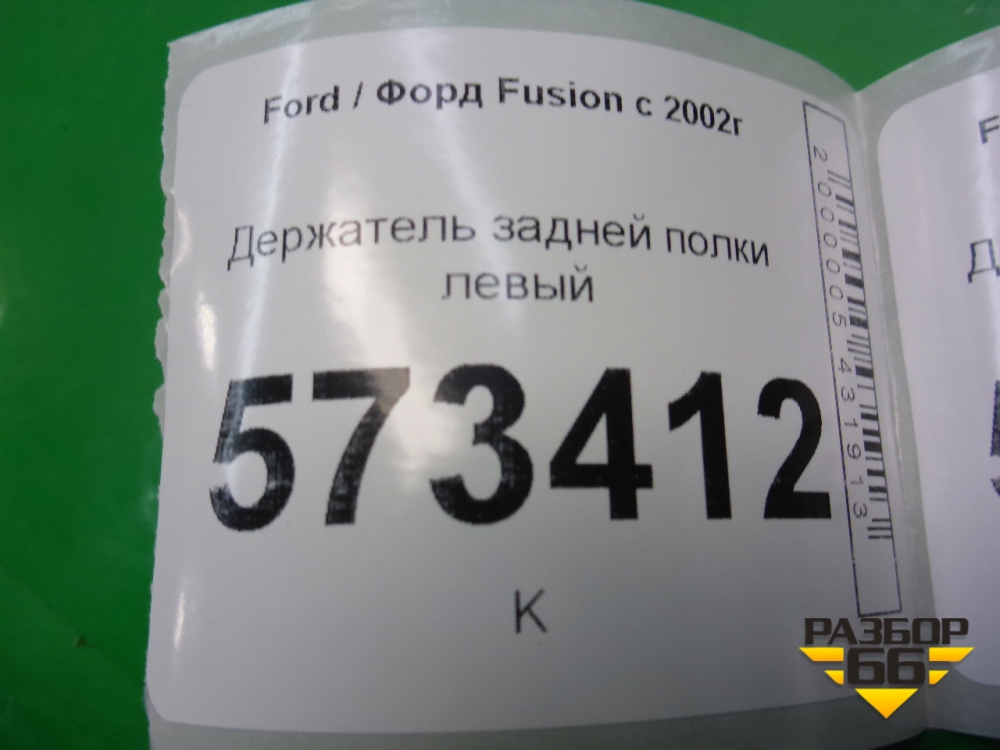 Ford / Форд Fusion с 2002г
Держатель задней полки
левый
573412
К
2000005431913
РАЗБОР
66